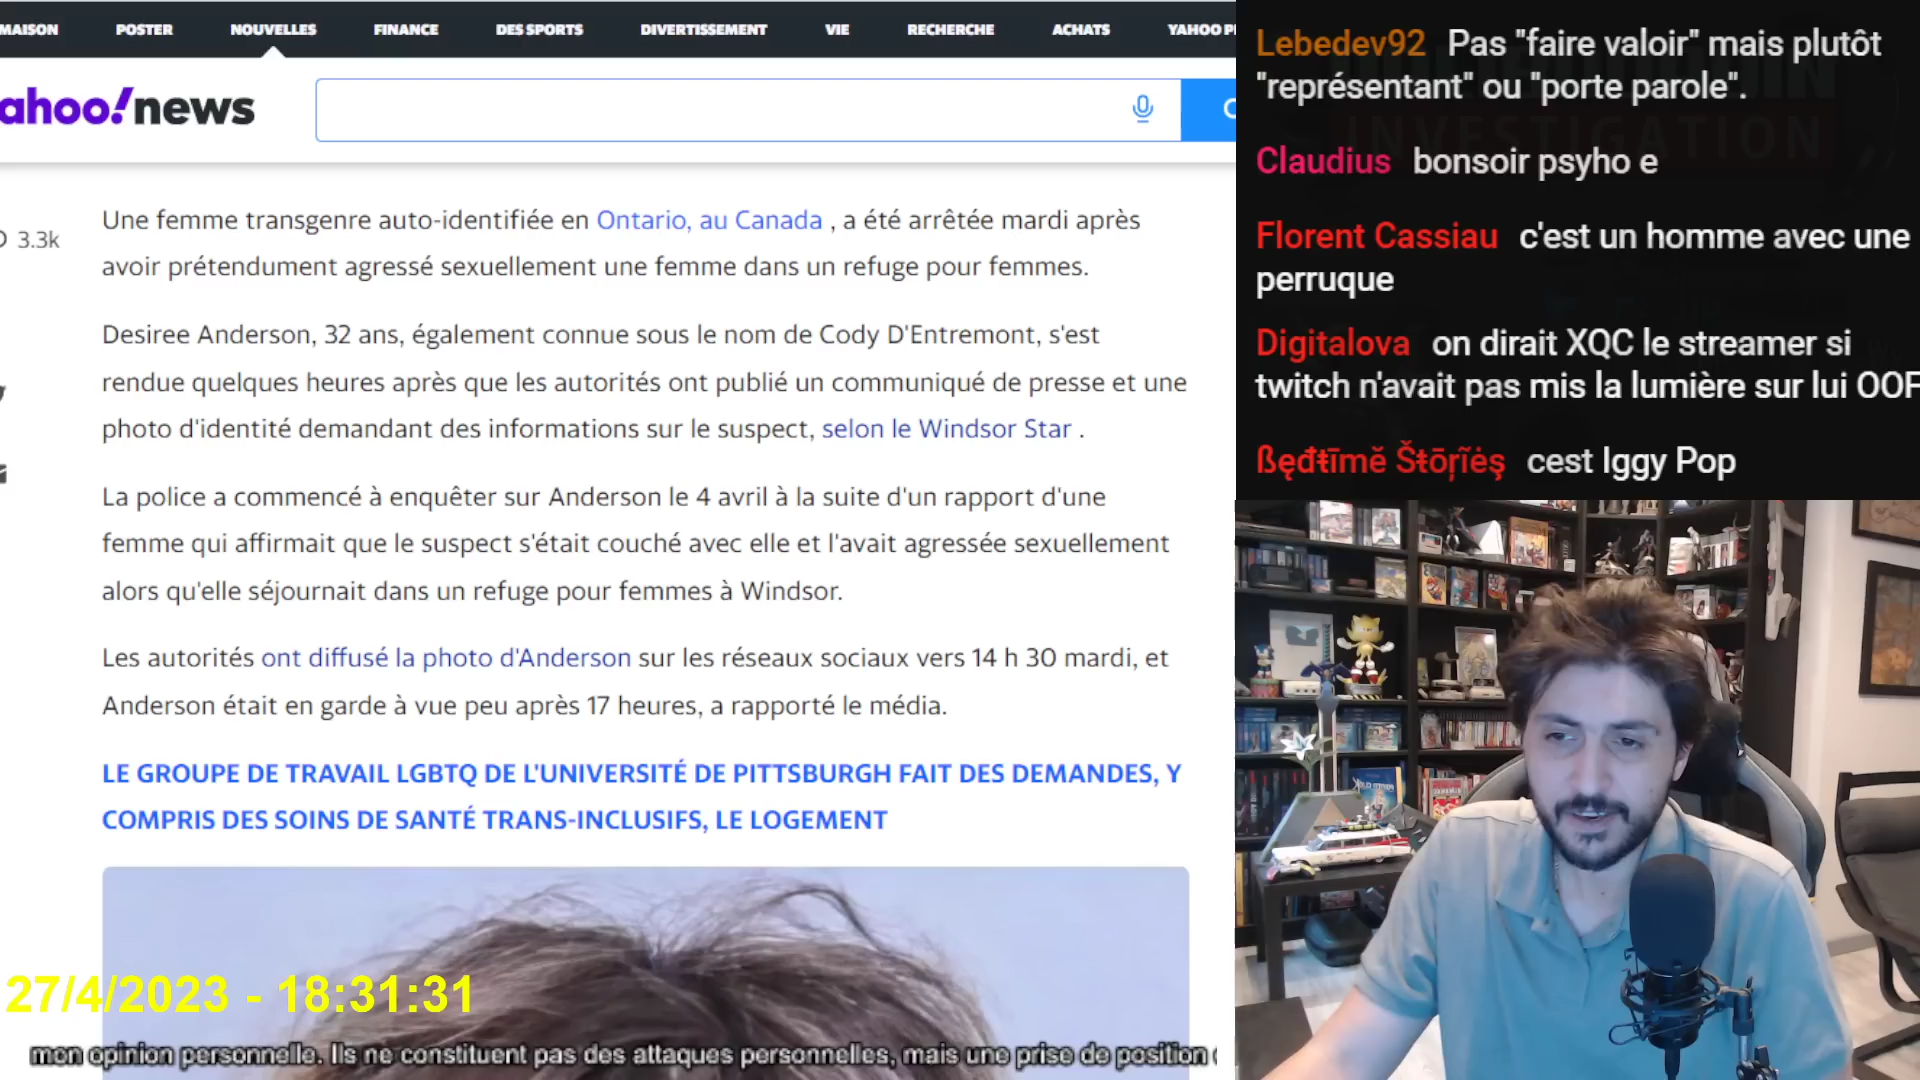 MAISON POSTER NOUVELLES FINANCE DES SPORTS DIVERTISSEMENT VIE RECHERCHE ACHATS YAHOO
ahoo!news
3.3k
Une femme transgenre auto-identifiée en Ontario, au Canada , a été arrêtée mardi après
avoir prétendument agressé sexuellement une femme dans un refuge pour femmes.
Desiree Anderson, 32 ans, également connue sous le nom de Cody D'Entremont, s'est
rendue quelques heures après que les autorités ont publié un communiqué de presse et une
photo d'identité demandant des informations sur le suspect, selon le Windsor Star .
La police a commencé à enquêter sur Anderson le 4 avril à la suite d'un rapport d'une
femme qui affirmait que le suspect s'était couché avec elle et l'avait agressée sexuellement
alors qu'elle séjournait dans un refuge pour femmes à Windsor.
Les autorités ont diffusé la photo d'Anderson sur les réseaux sociaux vers 14 h 30 mardi, et
Anderson était en garde à vue peu après 17 heures, a rapporté le média.
LE GROUPE DE TRAVAIL LGBTQ DE L'UNIVERSITÉ DE PITTSBURGH FAIT DES DEMANDES, Y
COMPRIS DES SOINS DE SANTÉ TRANS-INCLUSIFS, LE LOGEMENT
27/4/2023 - 18:31:31
mon opinion personnelle. Ils ne constituent pas des attaques personnelles, mais une prise de position
Lebedev92 Pas "faire valoir" mais plutôt
"représentant" ou "porte parole".
Claudius bonsoir psyho e
Florent Cassiau c'est un homme avec une
perruque
Digitalova on dirait XQC le streamer si
twitch n'avait pas mis la lumière sur lui OOF
ßęđŧīmĕ Šŧōŗĩėş cest Iggy Pop
INVESTIGATION